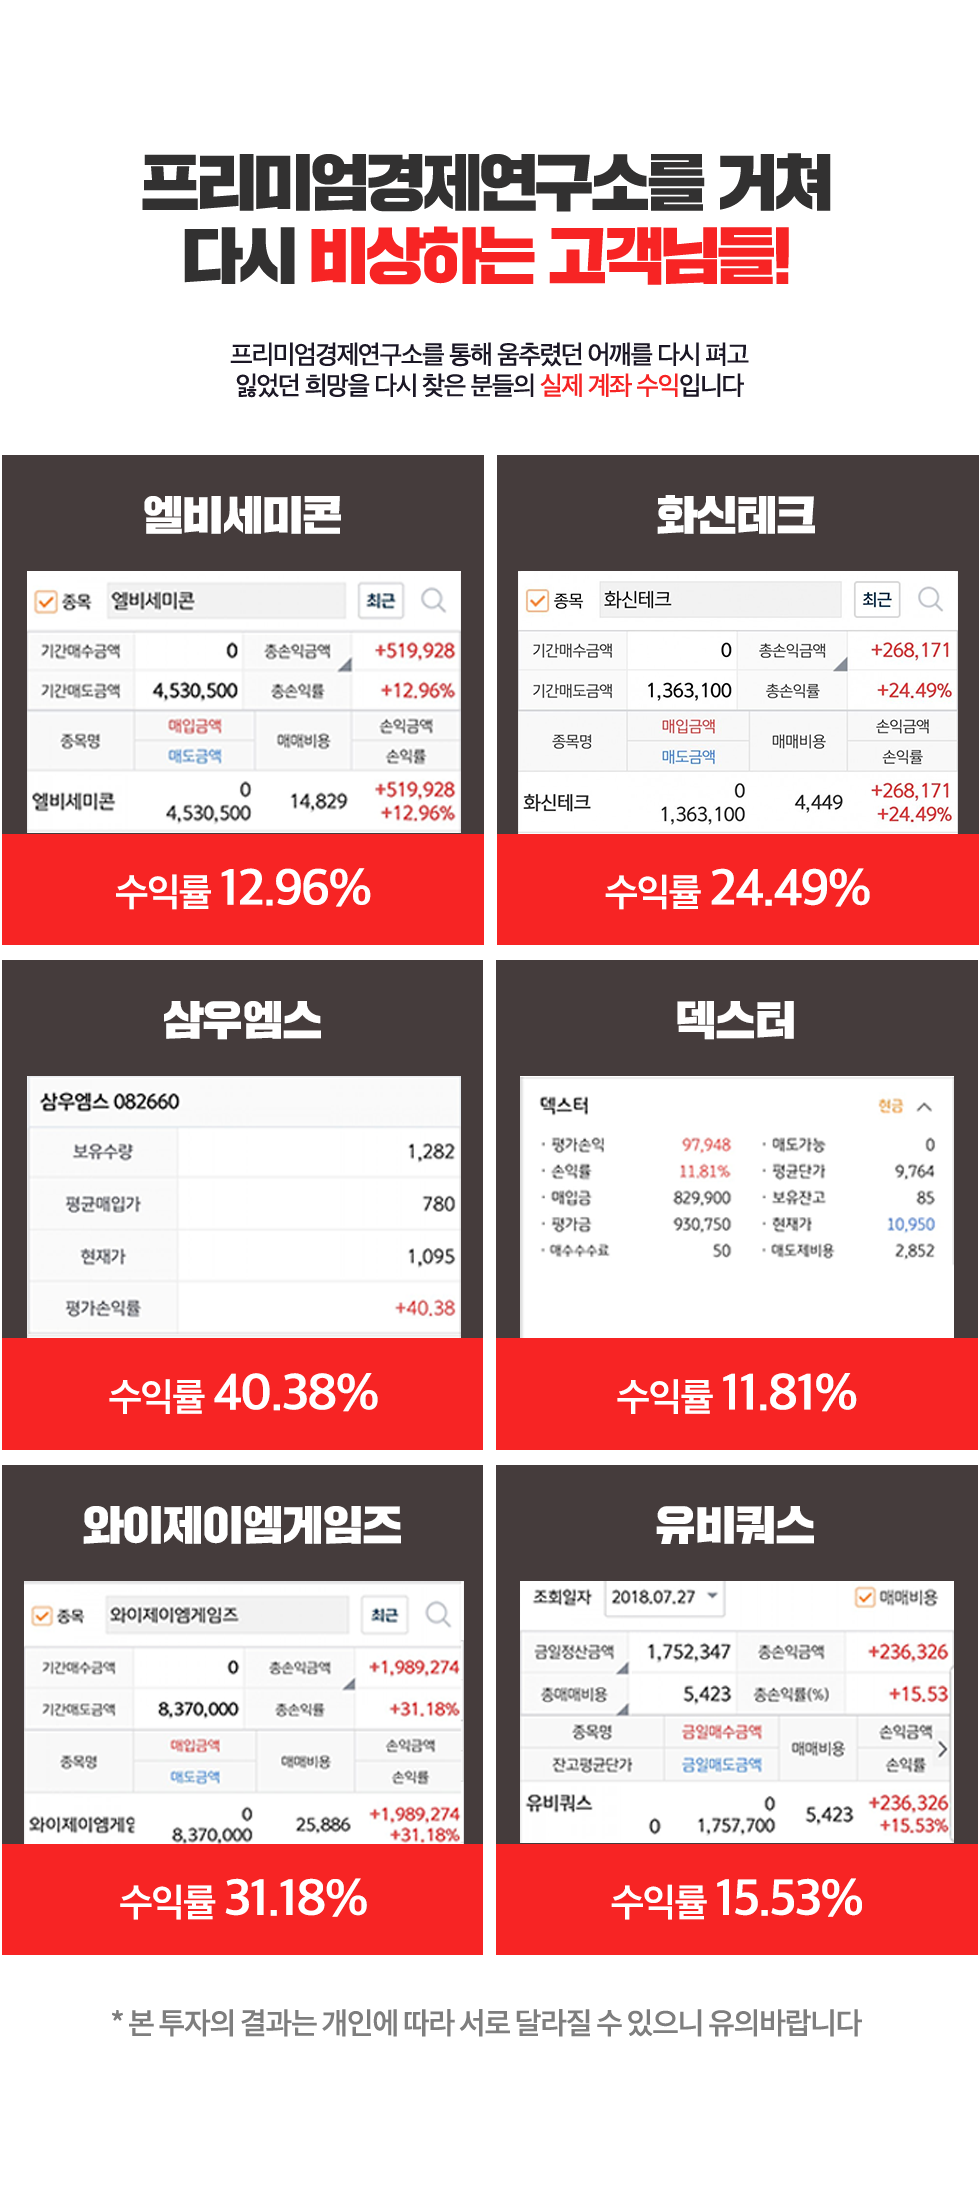 프리미엄경제연구소를 거쳐
다시 비상하는 고객님들!
프리미엄경제연구소를 통해 움추렸던 어깨를 다시 펴고
잃었던 희망을 다시 찾은 분들의 실제 계좌 수익입니다
엘비세미콘
종목 엘비세미콘 최근
기간매수금액 0 총손익금액 +519,928
기간매도금액 4,530,500 총손익률 +12.96%
종목명 매입금액 매매비용 손익금액
매도금액 손익률
엘비세미콘 0 14,829 +519,928
4,530,500 +12.96%
수익률 12.96%
화신테크
종목 화신테크 최근
기간매수금액 0 총손익금액 +268,171
기간매도금액 1,363,100 총손익률 +24.49%
종목명 매입금액 매매비용 손익금액
매도금액 손익률
화신테크 0 4,449 +268,171
1,363,100 +24.49%
수익률 24.49%
삼우엠스
삼우엠스 082660
보유수량 1,282
평균매입가 780
현재가 1,095
평가손익률 +40.38
수익률 40.38%
덱스터
덱스터 현금
· 평가손익 97,948 · 매도가능 0
· 손익률 11.81% · 평균단가 9,764
· 매입금 829,900 · 보유잔고 85
· 평가금 930,750 · 현재가 10,950
· 매수수수료 50 · 매도제비용 2,852
수익률 11.81%
와이제이엠게임즈
종목 와이제이엠게임즈 최근
기간매수금액 0 총손익금액 +1,989,274
기간매도금액 8,370,000 총손익률 +31.18%
종목명 매입금액 매매비용 손익금액
매도금액 손익률
와이제이엠게임 0 25,886 +1,989,274
8,370,000 +31.18%
수익률 31.18%
유비쿼스
조회일자 2018.07.27 매매비용
금일정산금액 1,752,347 총손익금액 +236,326
총매매비용 5,423 총손익률(%) +15.53
종목명 금일매수금액 매매비용 손익금액
잔고평균단가 금일매도금액 손익률
유비쿼스 0 5,423 +236,326
0 1,757,700 +15.53%
수익률 15.53%
* 본 투자의 결과는 개인에 따라 서로 달라질 수 있으니 유의바랍니다